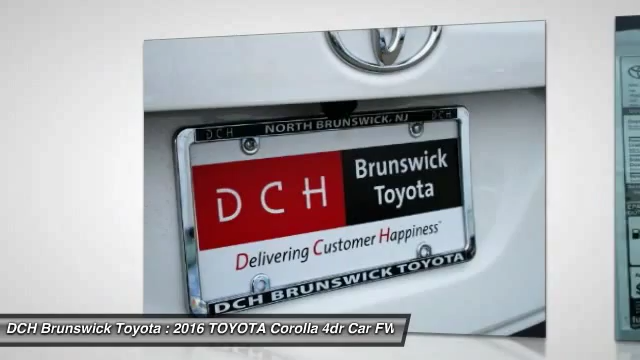 DCH NORTH BRUNSWICK, NJ DCH
DCH
Brunswick
Toyota
Delivering Customer Happiness™
DCH BRUNSWICK TOYOTA
DCH Brunswick Toyota : 2016 TOYOTA Corolla 4dr Car FW